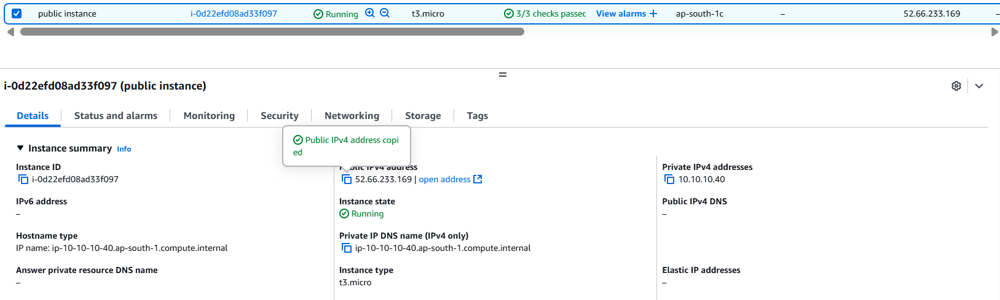 public instance i-0d22efd08ad33f097 Running t3.micro 3/3 checks passec View alarms + ap-south-1c – 52.66.233.169 –
i-0d22efd08ad33f097 (public instance)
Details Status and alarms Monitoring Security Networking Storage Tags
Public IPv4 address copi
ed
Instance summary Info
Instance ID
i-0d22efd08ad33f097
Public IPv4 address
52.66.233.169 | open address
Private IPv4 addresses
10.10.10.40
IPv6 address
–
Instance state
Running
Public IPv4 DNS
–
Hostname type
IP name: ip-10-10-10-40.ap-south-1.compute.internal
Private IP DNS name (IPv4 only)
ip-10-10-10-40.ap-south-1.compute.internal
Answer private resource DNS name
–
Instance type
t3.micro
Elastic IP addresses
–